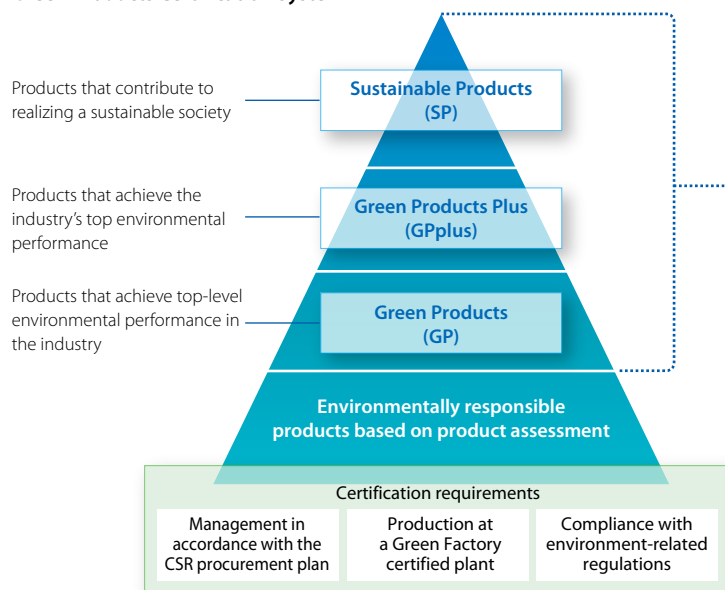 Products that contribute to
realizing a sustainable society
Sustainable Products
(SP)
Products that achieve the
industry's top environmental
performance
Green Products Plus
(GPplus)
Products that achieve top-level
environmental performance in
the industry
Green Products
(GP)
Environmentally responsible
products based on product assessment
Certification requirements
Management in
accordance with the
CSR procurement plan
Production at
a Green Factory
certified plant
Compliance with
environment-related
regulations